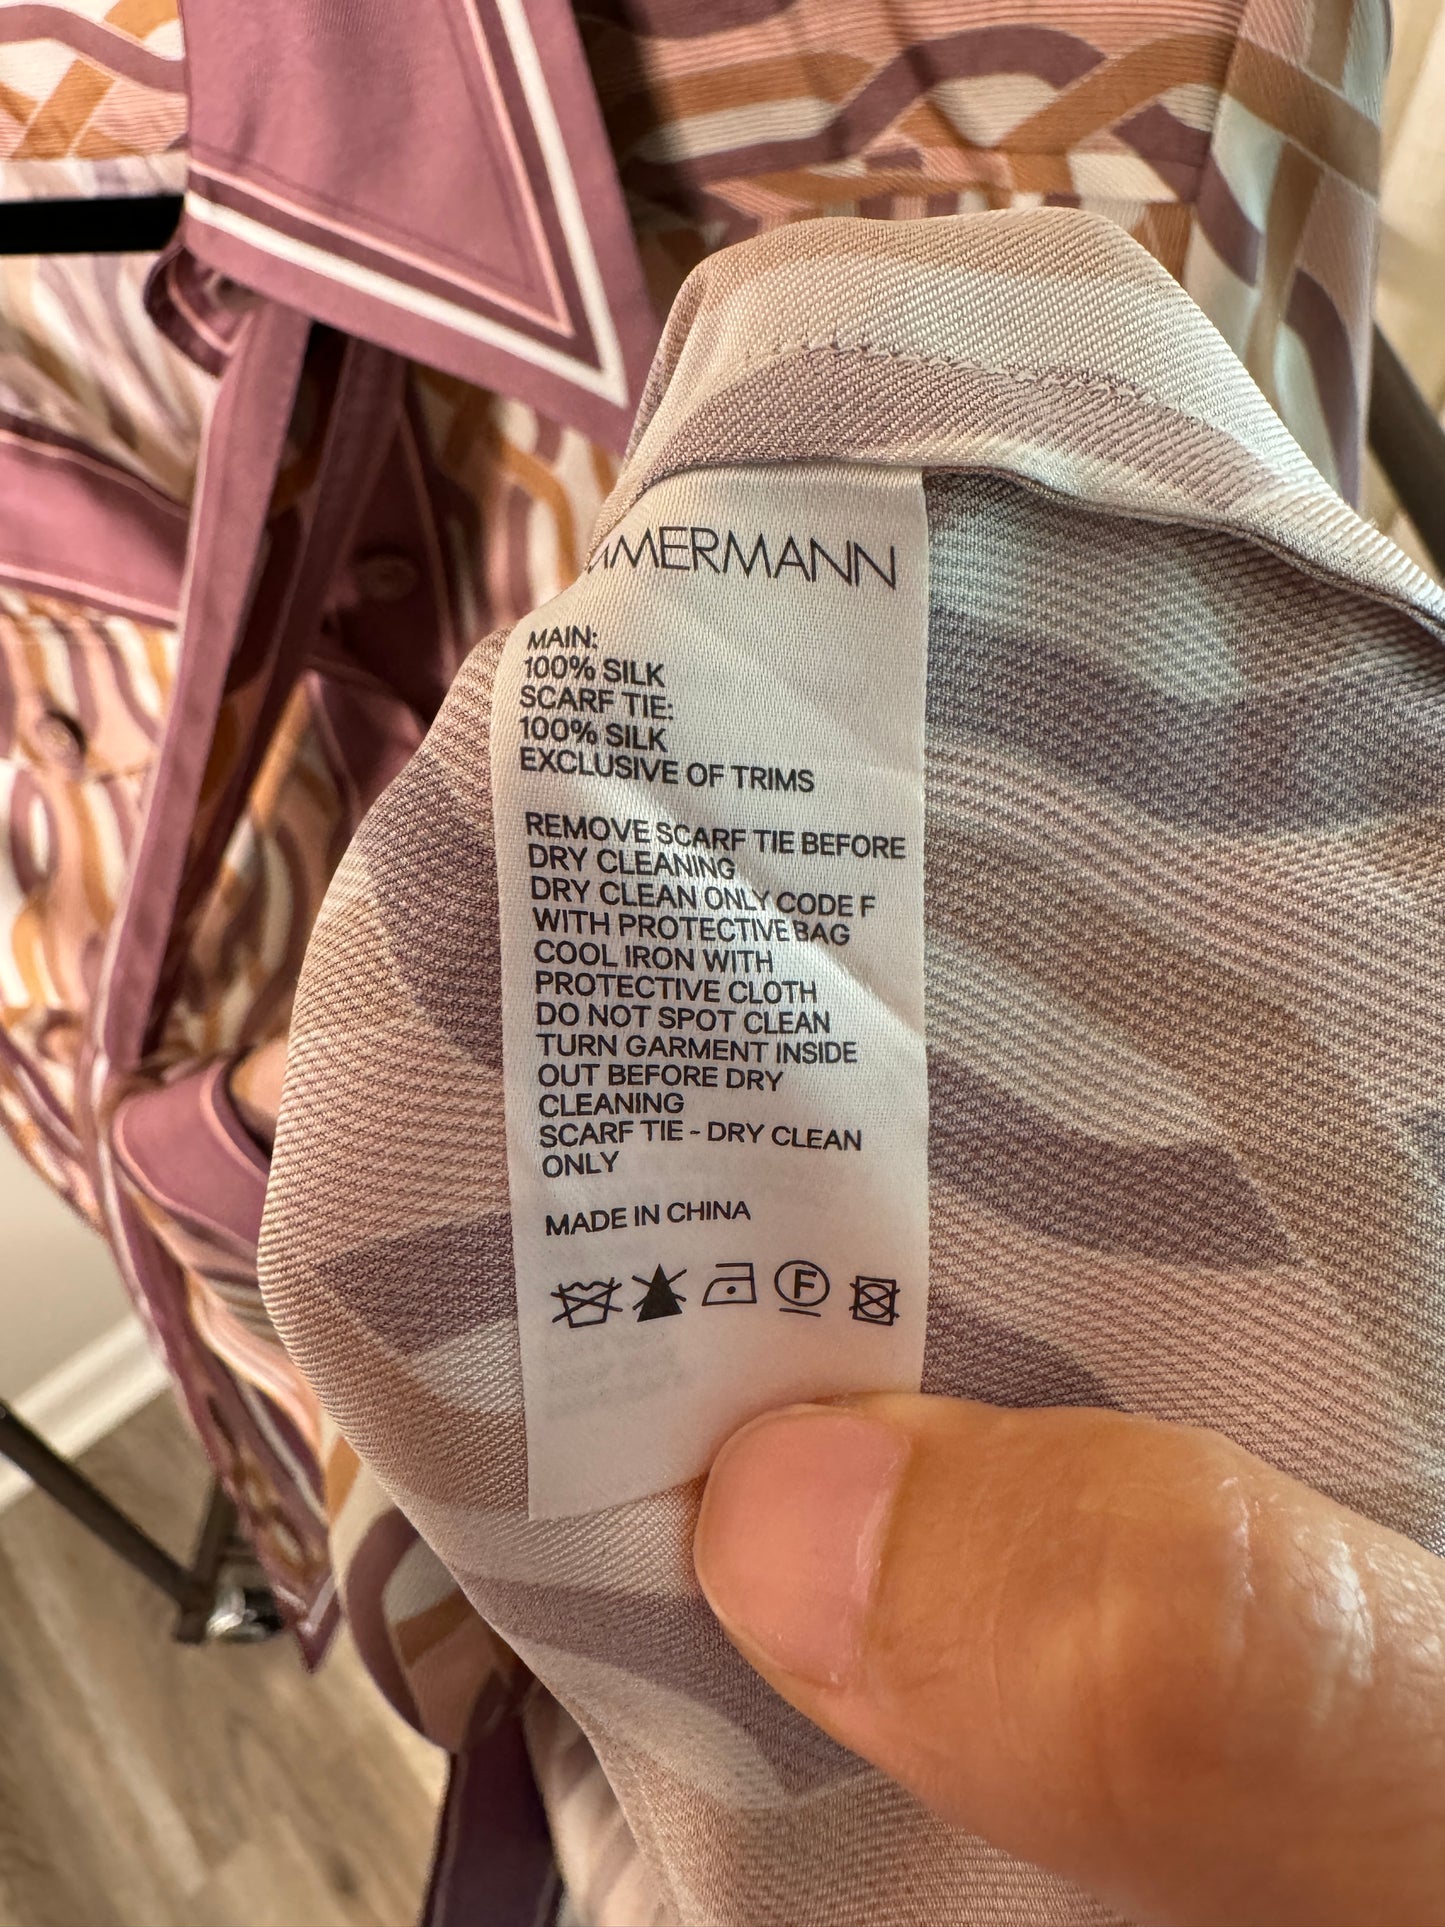 MMERMANN
MAIN:
100% SILK
SCARF TIE:
100% SILK
EXCLUSIVE OF TRIMS
REMOVE SCARF TIE BEFORE
DRY CLEANING
DRY CLEAN ONLY CODE F
WITH PROTECTIVE BAG
COOL IRON WITH
PROTECTIVE CLOTH
DO NOT SPOT CLEAN
TURN GARMENT INSIDE
OUT BEFORE DRY
CLEANING
SCARF TIE - DRY CLEAN
ONLY
MADE IN CHINA
F